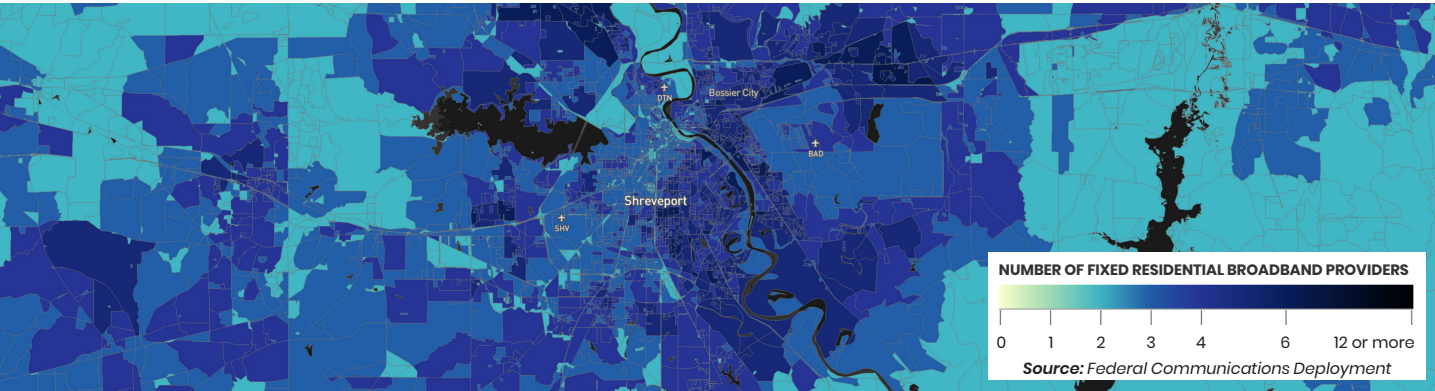 DTN
Bossier City
BAD
Shreveport
SHV
NUMBER OF FIXED RESIDENTIAL BROADBAND PROVIDERS
0 1 2 3 4 6 12 or more
Source: Federal Communications Deployment